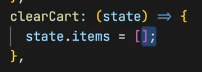 clearCart: (state) => {
  state.items = [];
},